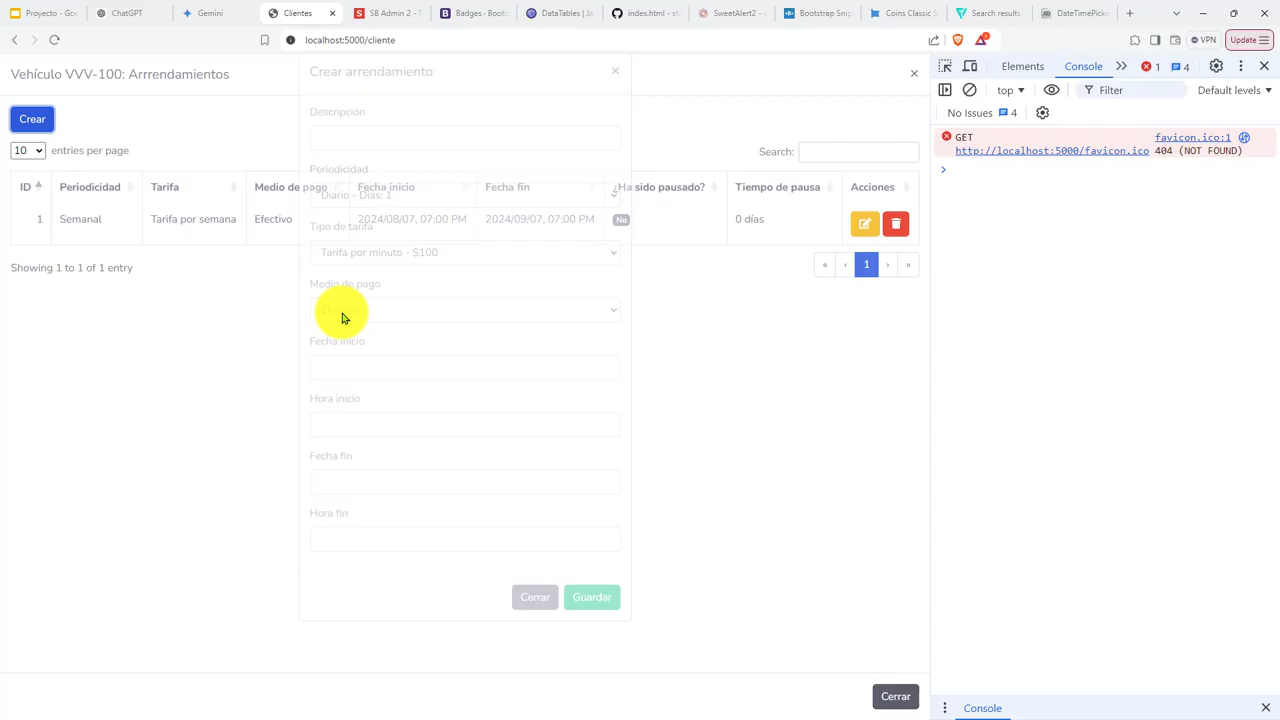 Proyecto - Goo
ChatGPT
Gemini
Clientes
SB Admin 2 - T
Badges - Boots
DataTables | Ja
index.html - st
SweetAlert2 - a
Bootstrap Snip
Coins Classic S
Search results
DateTimePicke
localhost:5000/cliente
VPN
Update
Vehículo VVV-100: Arrrendamientos
Crear arrendamiento
Crear
Descripción
10 entries per page
Search:
Periodicidad
ID Periodicidad Tarifa Medio de pago Fecha inicio Fecha fin ¿Ha sido pausado? Tiempo de pausa Acciones
Diario - Días: 1
1 Semanal Tarifa por semana Efectivo 2024/08/07, 07:00 PM 2024/09/07, 07:00 PM No 0 días
Tipo de tarifa
Tarifa por minuto - $100
Showing 1 to 1 of 1 entry
« ‹ 1 › »
Medio de pago
Fecha inicio
Hora inicio
Fecha fin
Hora fin
Cerrar Guardar
Cerrar
Elements Console 1 4
top Filter Default levels
No Issues 4
GET favicon.ico:1
http://localhost:5000/favicon.ico 404 (NOT FOUND)
Console